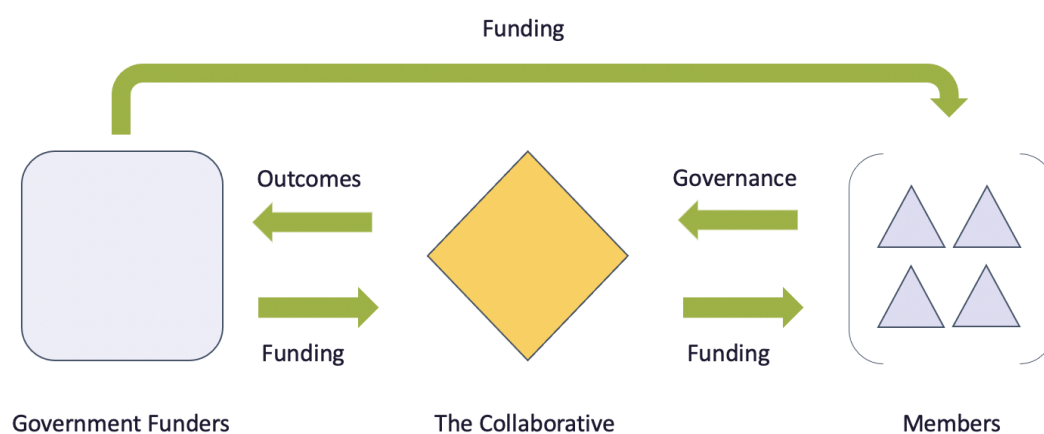 Funding
Outcomes
Governance
Funding
Funding
Government Funders
The Collaborative
Members